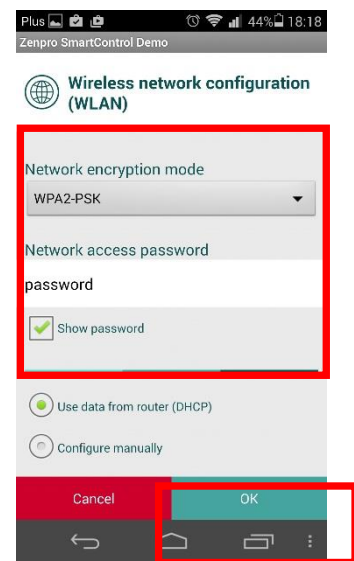 Plus 44% 18:18
Zenpro SmartControl Demo
Wireless network configuration
(WLAN)
Network encryption mode
WPA2-PSK
Network access password
password
Show password
Use data from router (DHCP)
Configure manually
Cancel OK